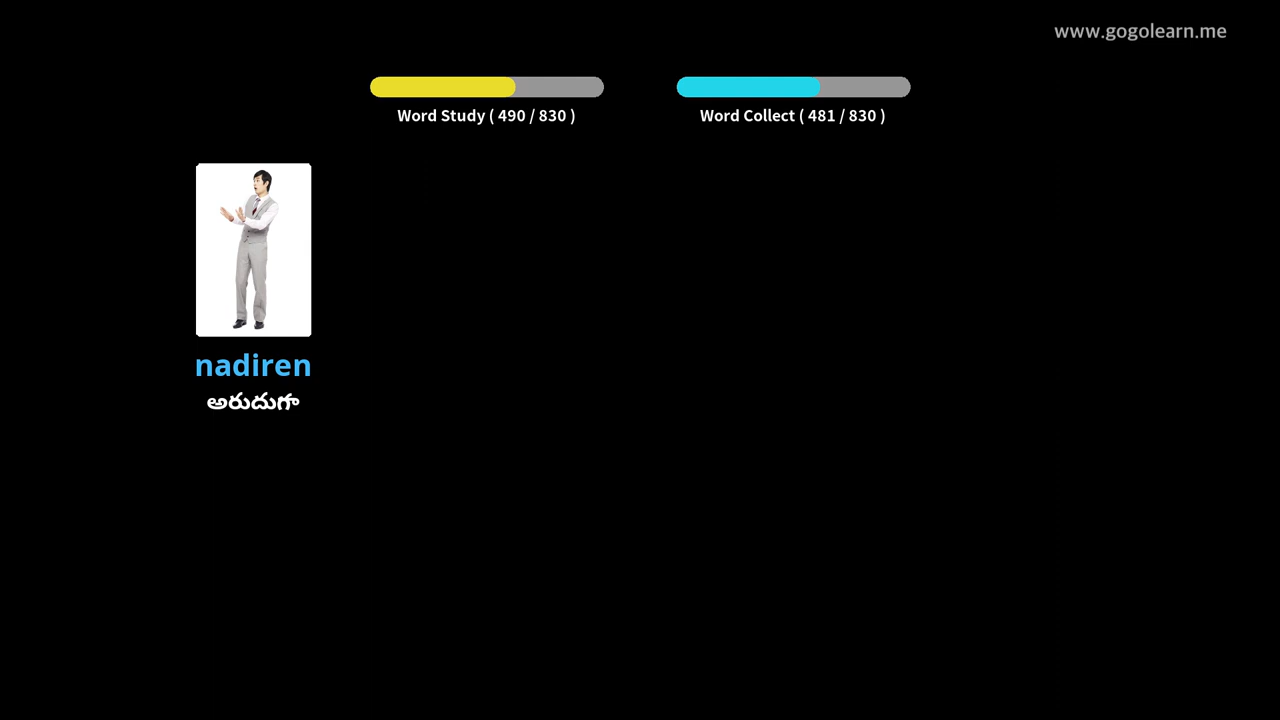 www.gogolearn.me
Word Study ( 490 / 830 )
Word Collect ( 481 / 830 )
nadiren
అరుదుగా